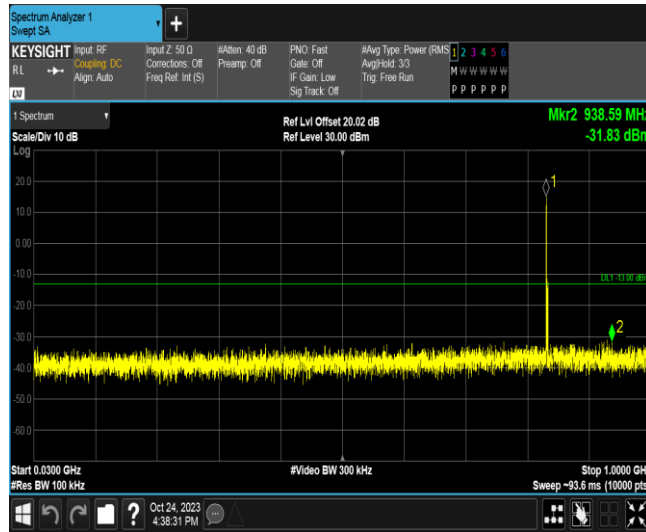 Spectrum Analyzer 1
Swept SA
KEYSIGHT
RL
LXI
Input: RF
Coupling: DC
Align: Auto
Input Z: 50 Ω
Corrections: Off
Freq Ref: Int (S)
#Atten: 40 dB
Preamp: Off
PNO: Fast
Gate: Off
IF Gain: Low
Sig Track: Off
#Avg Type: Power (RMS
Avg|Hold: 3/3
Trig: Free Run
1 2 3 4 5 6
M W W W W W
P P P P P P
1 Spectrum
Scale/Div 10 dB
Ref Lvl Offset 20.02 dB
Ref Level 30.00 dBm
Mkr2 938.59 MHz
-31.83 dBm
Log
20.0
10.0
0.00
-10.0
-20.0
-30.0
-40.0
-50.0
-60.0
1
DL1 -13.00 dBm
2
Start 0.0300 GHz
#Res BW 100 kHz
#Video BW 300 kHz
Stop 1.0000 GH
Sweep ~93.6 ms (10000 pts
Oct 24, 2023
4:38:31 PM